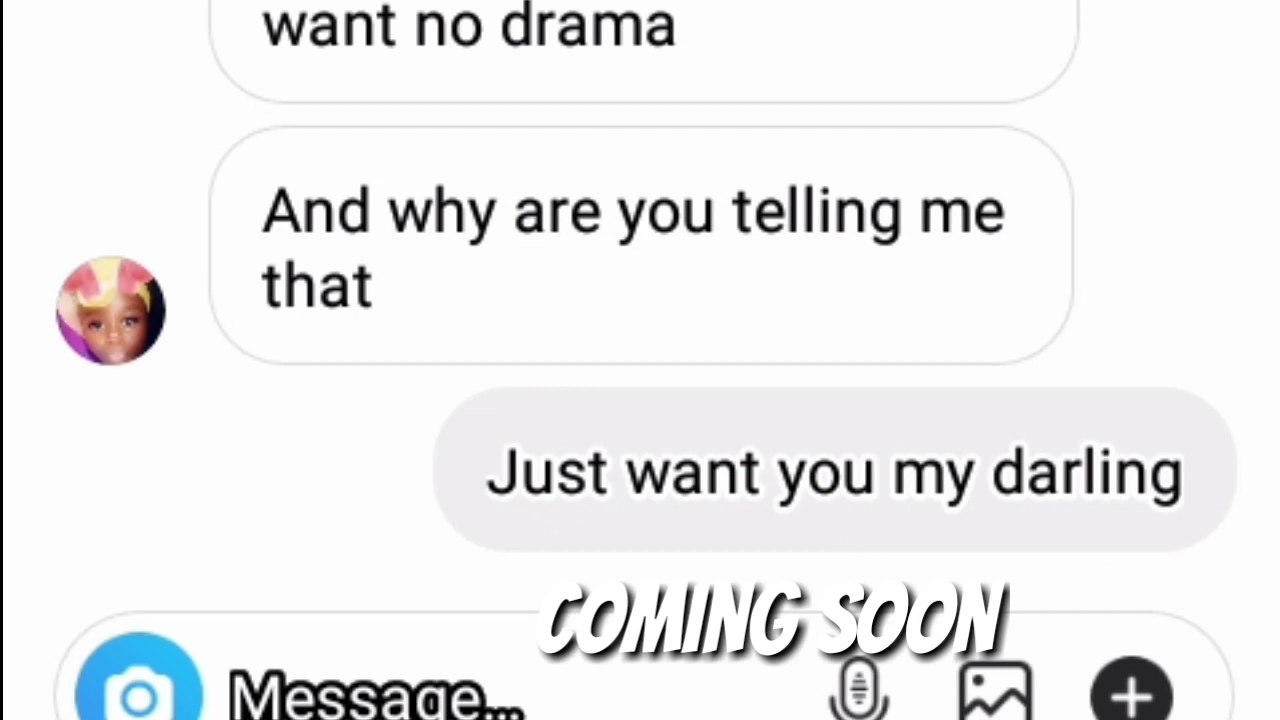 want no drama
And why are you telling me
that
Just want you my darling
COMING SOON
Message...